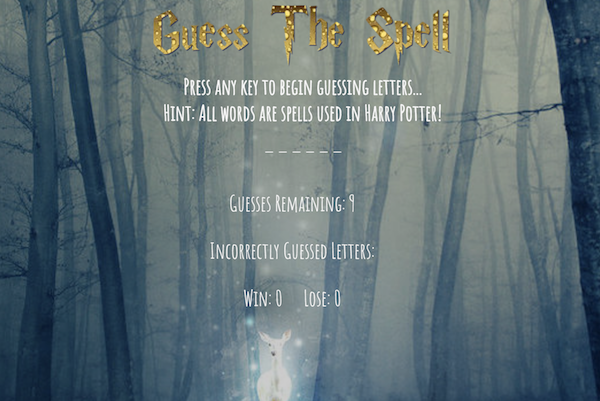 Guess The Spell
Press any key to begin guessing letters...
Hint: All words are spells used in Harry Potter!
_ _ _ _ _ _
Guesses Remaining: 9
Incorrectly Guessed Letters:
Win: 0 Lose: 0